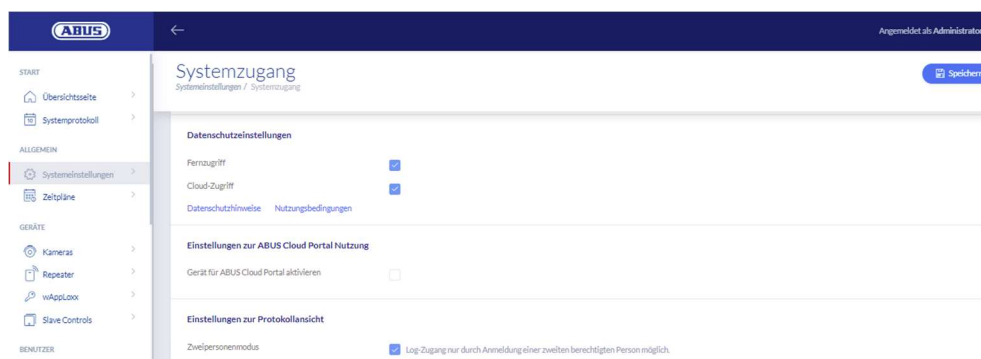 ABUS
Angemeldet als Administrator
START
Übersichtsseite
10 Systemprotokoll
ALLGEMEIN
Systemeinstellungen
Zeitpläne
GERÄTE
Kameras
Repeater
wAppLoxx
Slave Controls
BENUTZER
Systemzugang
Systemeinstellungen / Systemzugang
Speichern
Datenschutzeinstellungen
Fernzugriff
Cloud-Zugriff
Datenschutzhinweise Nutzungsbedingungen
Einstellungen zur ABUS Cloud Portal Nutzung
Gerät für ABUS Cloud Portal aktivieren
Einstellungen zur Protokollansicht
Zweipersonenmodus Log-Zugang nur durch Anmeldung einer zweiten berechtigten Person möglich.